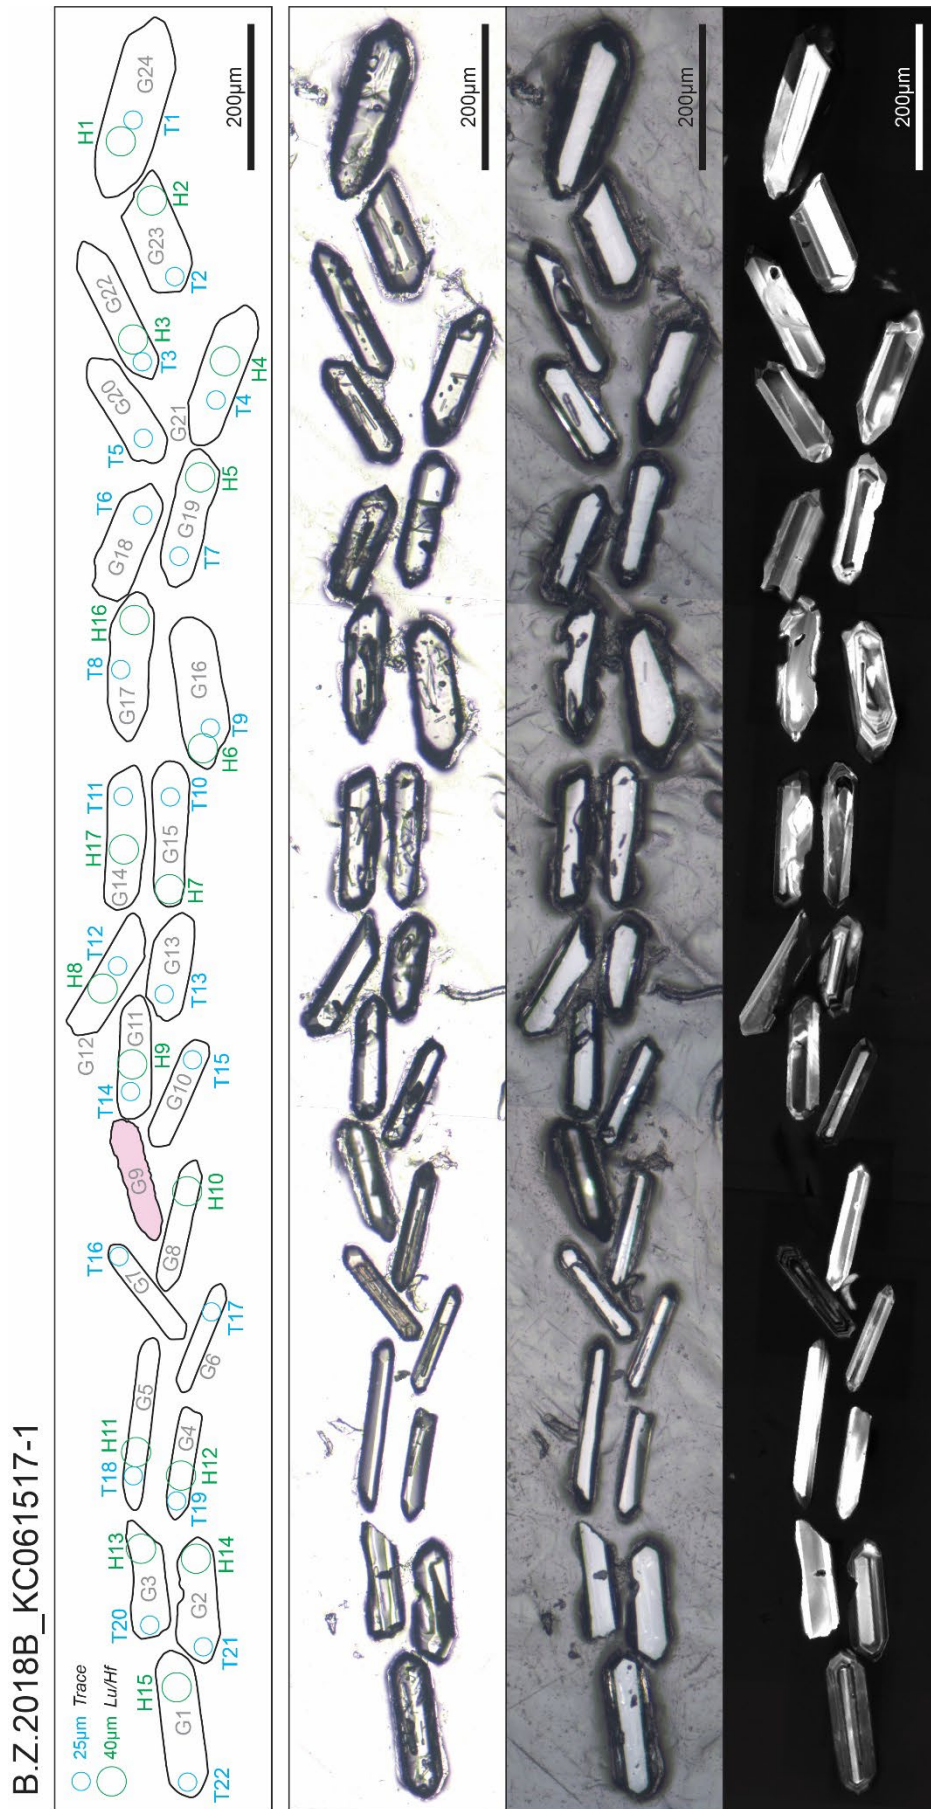 B.Z.2018B_KC061517-1
25µm Trace
40µm Lu/Hf
T22
G1
H15
T21
G2
H14
T20
G3
H13
T19
G4
H12
T18
H11
G5
G6
T17
G7
T16
G8
H10
G9
G10
T15
T14
H9
G11
G12
H8
T12
T13
G13
G14
H17
T11
H7
G15
T10
H6
T9
G16
G17
T8
H16
G18
T6
T7
G19
H5
T5
G20
G21
T4
H4
T3
H3
G22
T2
G23
H2
H1
T1
G24
200µm
200µm
200µm
200µm